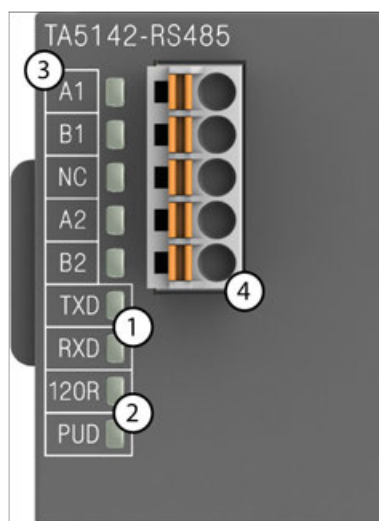 TA5142-RS485
3
A1
B1
NC
A2
B2
4
TXD
1
RXD
120R
2
PUD